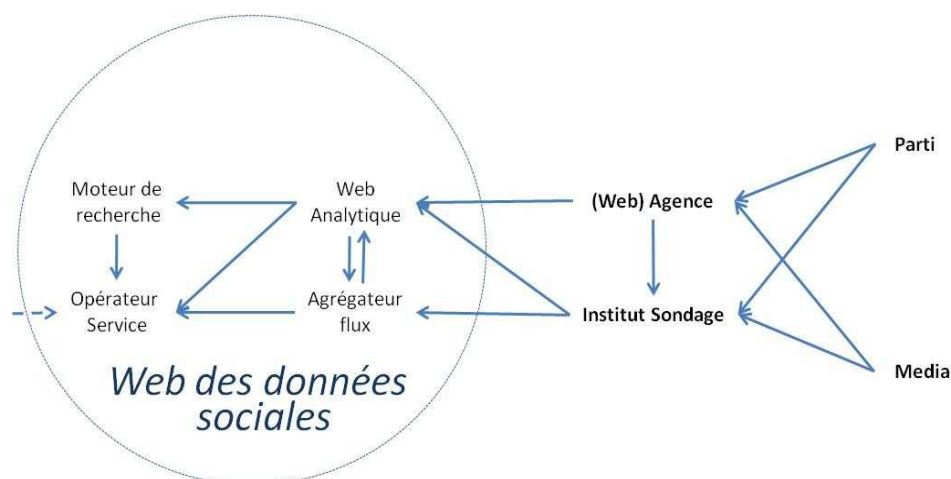 Parti
Moteur de
recherche
Web
Analytique
(Web) Agence
Opérateur
Service
Agrégateur
flux
Institut Sondage
Media
Web des données
sociales